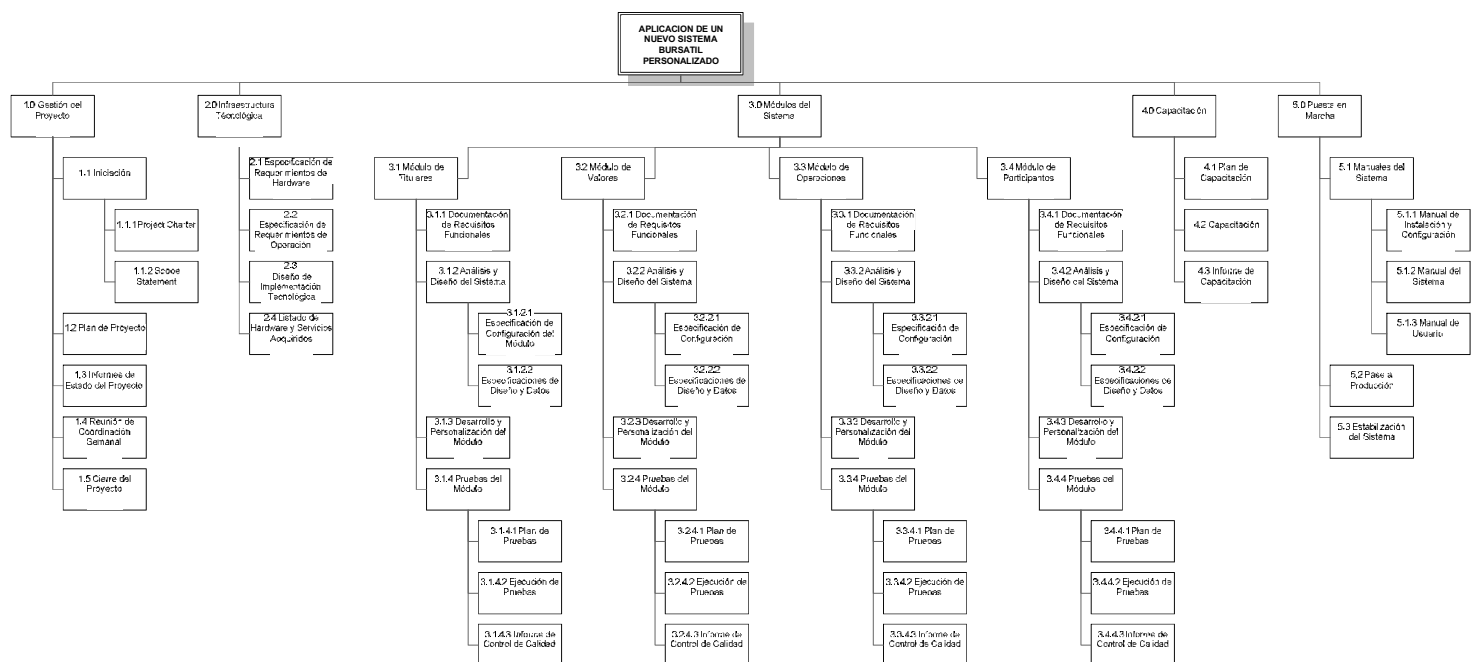 APLICACION DE UN
NUEVO SISTEMA
BURSATIL
PERSONALIZADO
1.0 Gestión del
Proyecto
1.1 Iniciación
1.1.1 Project Charter
1.1.2 Scope
Statement
1.2 Plan de Proyecto
1.3 Informes de
Estado del Proyecto
1.4 Reunión de
Coordinación
Semanal
1.5 Cierre del
Proyecto
2.0 Infraestructura
Tecnológica
2.1 Especificación de
Requerimientos de
Hardware
2.2
Especificación de
Requerimientos de
Operación
2.3
Diseño de
Implementación
Tecnológica
2.4 Listado de
Hardware y Servicios
Adquiridos
3.0 Módulos del
Sistema
3.1 Módulo de
Titulares
3.1.1 Documentación
de Requisitos
Funcionales
3.1.2 Análisis y
Diseño del Sistema
3.1.2.1
Especificación de
Configuración del
Módulo
3.1.2.2
Especificaciones de
Diseño y Datos
3.1.3 Desarrollo y
Personalización del
Módulo
3.1.4 Pruebas del
Módulo
3.1.4.1 Plan de
Pruebas
3.1.4.2 Ejecución de
Pruebas
3.1.4.3 Informe de
Control de Calidad
3.2 Módulo de
Valores
3.2.1 Documentación
de Requisitos
Funcionales
3.2.2 Análisis y
Diseño del Sistema
3.2.2.1
Especificación de
Configuración
3.2.2.2
Especificaciones de
Diseño y Datos
3.2.3 Desarrollo y
Personalización del
Módulo
3.2.4 Pruebas del
Módulo
3.2.4.1 Plan de
Pruebas
3.2.4.2 Ejecución de
Pruebas
3.2.4.3 Informe de
Control de Calidad
3.3 Módulo de
Operaciones
3.3.1 Documentación
de Requisitos
Funcionales
3.3.2 Análisis y
Diseño del Sistema
3.3.2.1
Especificación de
Configuración
3.3.2.2
Especificaciones de
Diseño y Datos
3.3.3 Desarrollo y
Personalización del
Módulo
3.3.4 Pruebas del
Módulo
3.3.4.1 Plan de
Pruebas
3.3.4.2 Ejecución de
Pruebas
3.3.4.3 Informe de
Control de Calidad
3.4 Módulo de
Participantes
3.4.1 Documentación
de Requisitos
Funcionales
3.4.2 Análisis y
Diseño del Sistema
3.4.2.1
Especificación de
Configuración
3.4.2.2
Especificaciones de
Diseño y Datos
3.4.3 Desarrollo y
Personalización del
Módulo
3.4.4 Pruebas del
Módulo
3.4.4.1 Plan de
Pruebas
3.4.4.2 Ejecución de
Pruebas
3.4.4.3 Informe de
Control de Calidad
4.0 Capacitación
4.1 Plan de
Capacitación
4.2 Capacitación
4.3 Informe de
Capacitación
5.0 Puesta en
Marcha
5.1 Manuales del
Sistema
5.1.1 Manual de
Instalación y
Configuración
5.1.2 Manual del
Sistema
5.1.3 Manual de
Usuario
5.2 Pase a
Producción
5.3 Estabilización
del Sistema